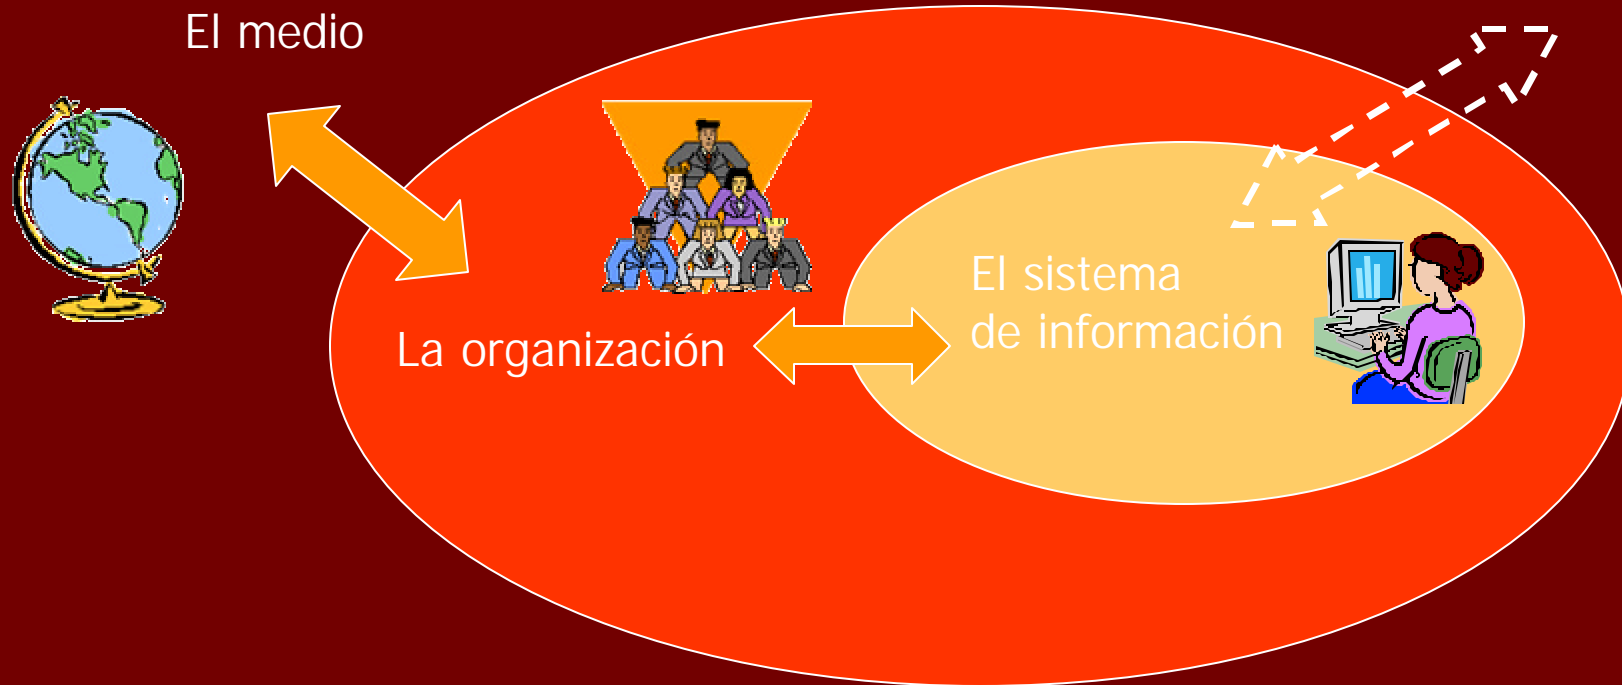 El medio
La organización
El sistema
de información